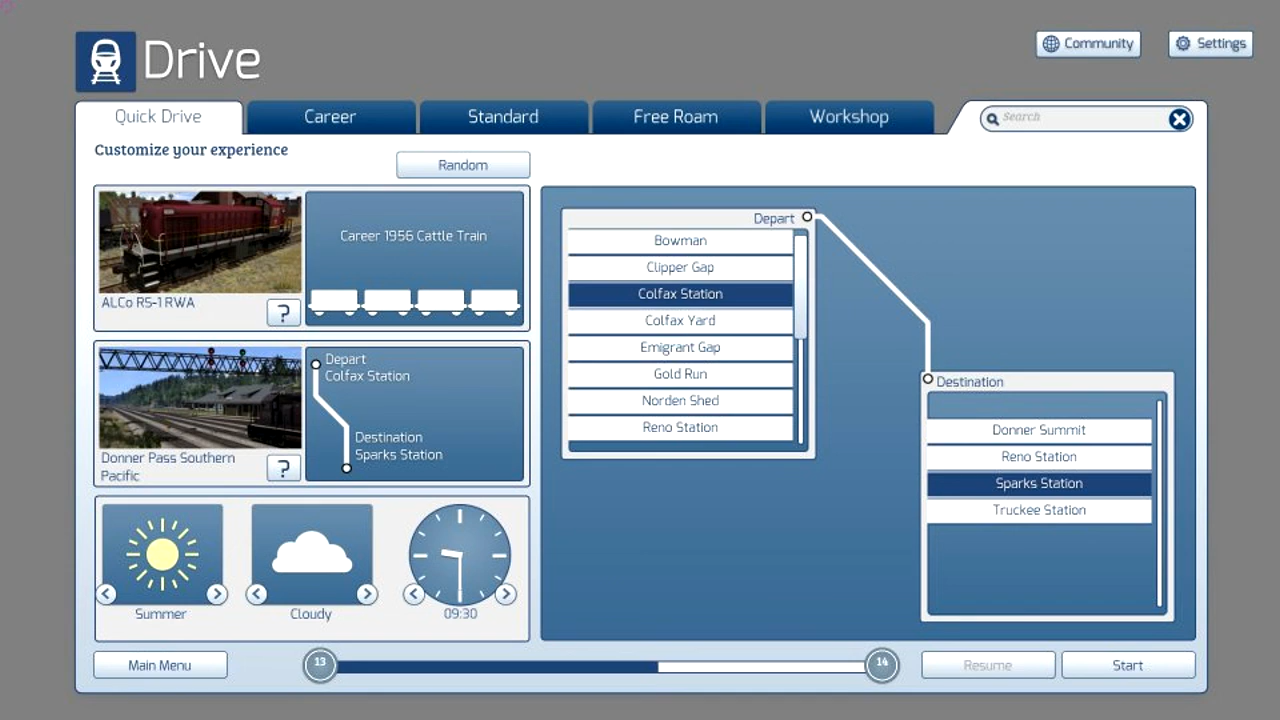 Drive
Community
Settings
Quick Drive
Career
Standard
Free Roam
Workshop
Search
Customize your experience
Random
ALCo RS-1 RWA
?
Career 1956 Cattle Train
Donner Pass Southern
Pacific
?
Depart
Colfax Station
Destination
Sparks Station
Summer
Cloudy
09:30
Depart
Bowman
Clipper Gap
Colfax Station
Colfax Yard
Emigrant Gap
Gold Run
Norden Shed
Reno Station
Destination
Donner Summit
Reno Station
Sparks Station
Truckee Station
Main Menu
13
14
Resume
Start